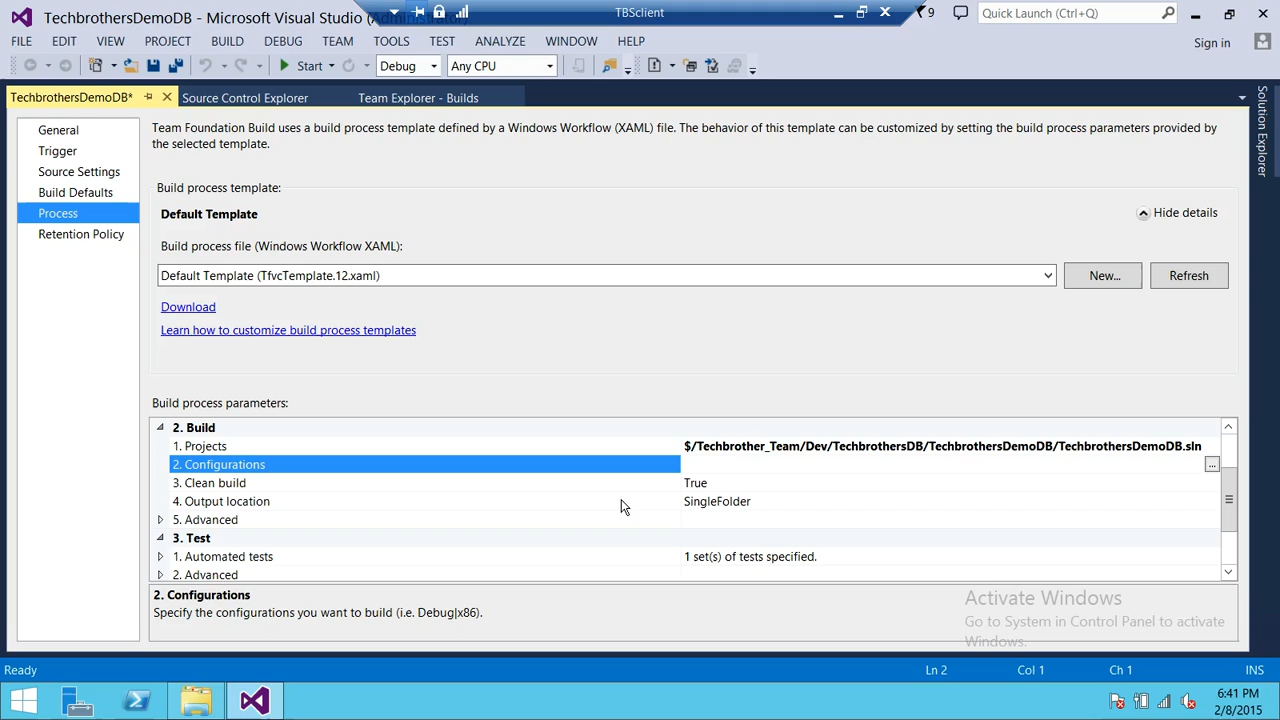 TechbrothersDemoDB - Microsoft Visual Studio (Administrator)
TBSclient
9
Quick Launch (Ctrl+Q)
FILE EDIT VIEW PROJECT BUILD DEBUG TEAM TOOLS TEST ANALYZE WINDOW HELP
Sign in
Start Debug Any CPU
TechbrothersDemoDB* Source Control Explorer Team Explorer - Builds
Solution Explorer
General
Trigger
Source Settings
Build Defaults
Process
Retention Policy
Team Foundation Build uses a build process template defined by a Windows Workflow (XAML) file. The behavior of this template can be customized by setting the build process parameters provided by
the selected template.
Build process template:
Default Template
Hide details
Build process file (Windows Workflow XAML):
Default Template (TfvcTemplate.12.xaml)
New... Refresh
Download
Learn how to customize build process templates
Build process parameters:
2. Build
1. Projects $/Techbrother_Team/Dev/TechbrothersDB/TechbrothersDemoDB/TechbrothersDemoDB.sln
2. Configurations ...
3. Clean build True
4. Output location SingleFolder
5. Advanced
3. Test
1. Automated tests 1 set(s) of tests specified.
2. Advanced
2. Configurations
Specify the configurations you want to build (i.e. Debug|x86).
Activate Windows
Go to System in Control Panel to activate
Windows.
Ready Ln 2 Col 1 Ch 1 INS
6:41 PM
2/8/2015